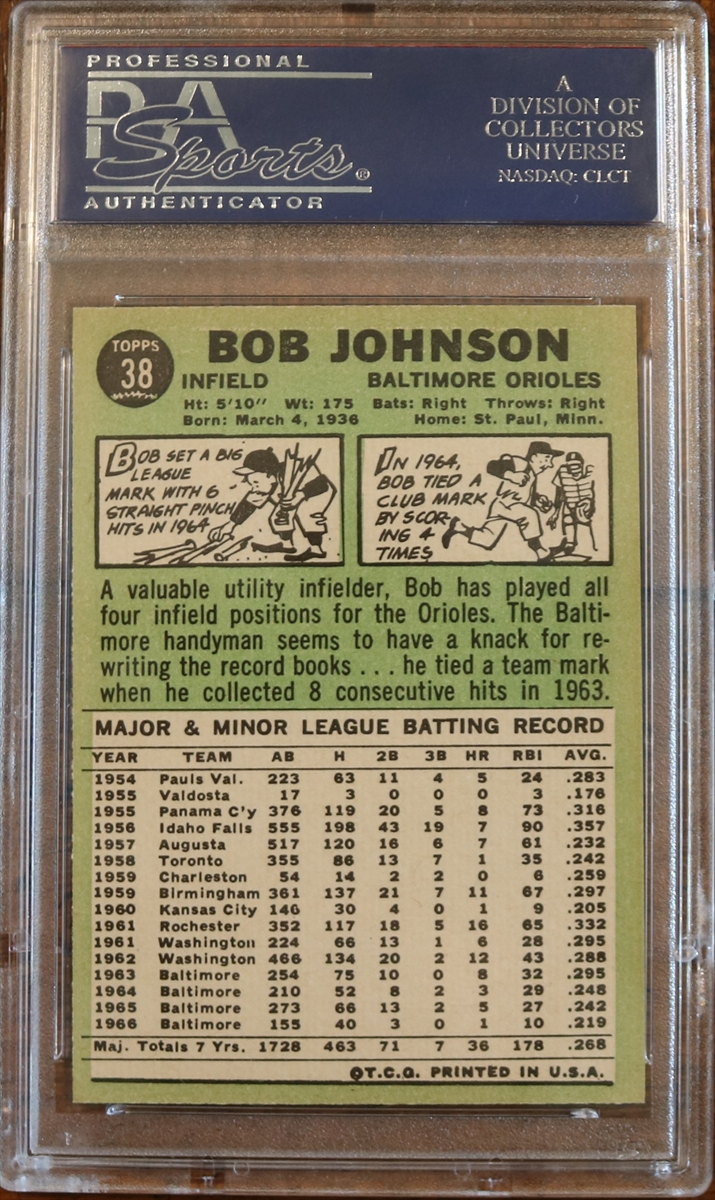 PROFESSIONAL
PSA
Sports®
AUTHENTICATOR
A
DIVISION OF
COLLECTORS
UNIVERSE
NASDAQ: CLCT
TOPPS
38
BOB JOHNSON
INFIELD BALTIMORE ORIOLES
Ht: 5'10" Wt: 175 Bats: Right Throws: Right
Born: March 4, 1936 Home: St. Paul, Minn.
BOB SET A BIG
LEAGUE
MARK WITH 6
STRAIGHT PINCH
HITS IN 1964
IN 1964,
BOB TIED A
CLUB MARK
BY SCOR-
ING 4
TIMES
A valuable utility infielder, Bob has played all
four infield positions for the Orioles. The Balti-
more handyman seems to have a knack for re-
writing the record books . . . he tied a team mark
when he collected 8 consecutive hits in 1963.
MAJOR & MINOR LEAGUE BATTING RECORD
YEAR TEAM AB H 2B 3B HR RBI AVG.
1954 Pauls Val. 223 63 11 4 5 24 .283
1955 Valdosta 17 3 0 0 0 3 .176
1955 Panama C'y 376 119 20 5 8 73 .316
1956 Idaho Falls 555 198 43 19 7 90 .357
1957 Augusta 517 120 16 6 7 61 .232
1958 Toronto 355 86 13 7 1 35 .242
1959 Charleston 54 14 2 2 0 6 .259
1959 Birmingham 361 137 21 7 11 67 .297
1960 Kansas City 146 30 4 0 1 9 .205
1961 Rochester 352 117 18 5 16 65 .332
1961 Washington 224 66 13 1 6 28 .295
1962 Washington 466 134 20 2 12 43 .288
1963 Baltimore 254 75 10 0 8 32 .295
1964 Baltimore 210 52 8 2 3 29 .248
1965 Baltimore 273 66 13 2 5 27 .242
1966 Baltimore 155 40 3 0 1 10 .219
Maj. Totals 7 Yrs. 1728 463 71 7 36 178 .268
©T.C.G. PRINTED IN U.S.A.